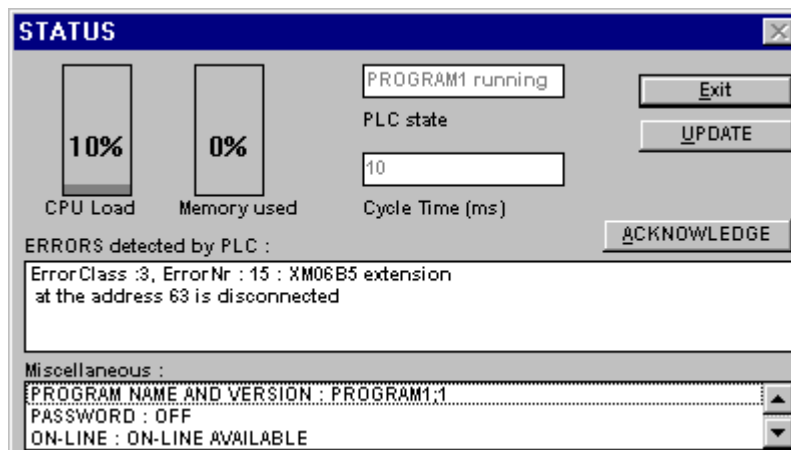 STATUS
10%
CPU Load
0%
Memory used
PROGRAM1 running
PLC state
10
Cycle Time (ms)
Exit
UPDATE
ACKNOWLEDGE
ERRORS detected by PLC :
ErrorClass :3, ErrorNr : 15 : XM06B5 extension
at the address 63 is disconnected
Miscellaneous :
PROGRAM NAME AND VERSION : PROGRAM1;1
PASSWORD : OFF
ON-LINE : ON-LINE AVAILABLE